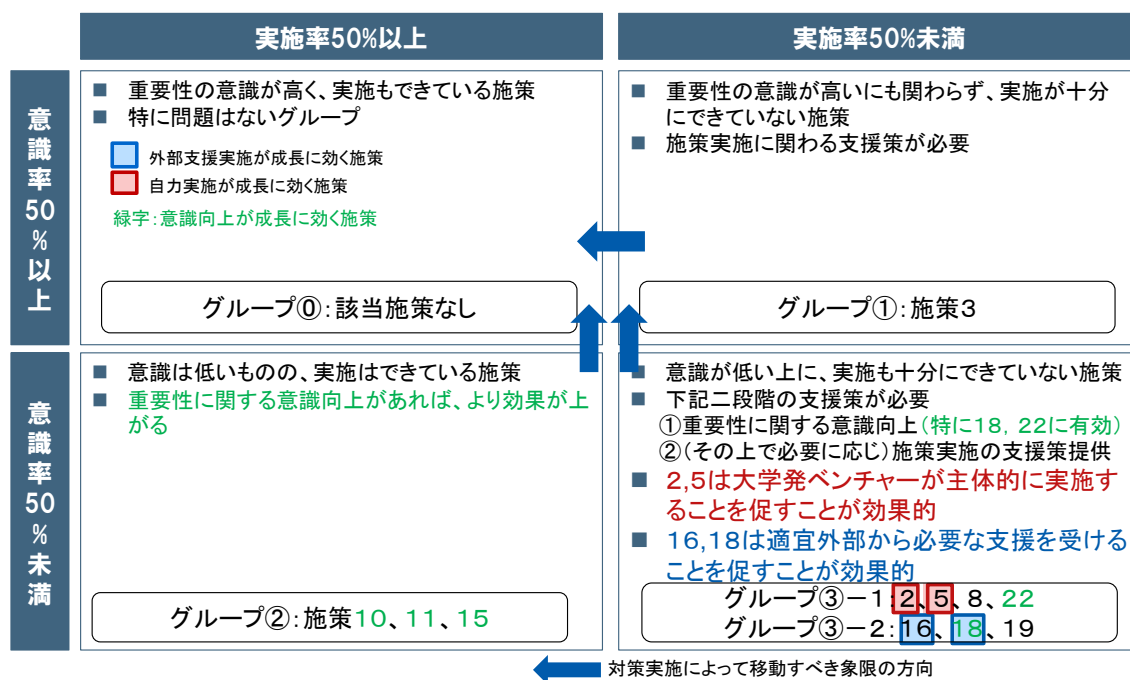 実施率50%以上
実施率50%未満
意識率50%以上
■ 重要性の意識が高く、実施もできている施策
■ 特に問題はないグループ
外部支援実施が成長に効く施策
自力実施が成長に効く施策
緑字：意識向上が成長に効く施策
グループ⓪：該当施策なし
■ 重要性の意識が高いにも関わらず、実施が十分
にできていない施策
■ 施策実施に関わる支援策が必要
グループ①：施策3
意識率50%未満
■ 意識は低いものの、実施はできている施策
■ 重要性に関する意識向上があれば、より効果が上
がる
グループ②：施策10、11、15
■ 意識が低い上に、実施も十分にできていない施策
■ 下記二段階の支援策が必要
①重要性に関する意識向上（特に18, 22に有効）
②（その上で必要に応じ）施策実施の支援策提供
■ 2,5は大学発ベンチャーが主体的に実施す
ることを促すことが効果的
■ 16,18は適宜外部から必要な支援を受ける
ことを促すことが効果的
グループ③－1：2、5、8、22
グループ③－2：16、18、19
対策実施によって移動すべき象限の方向